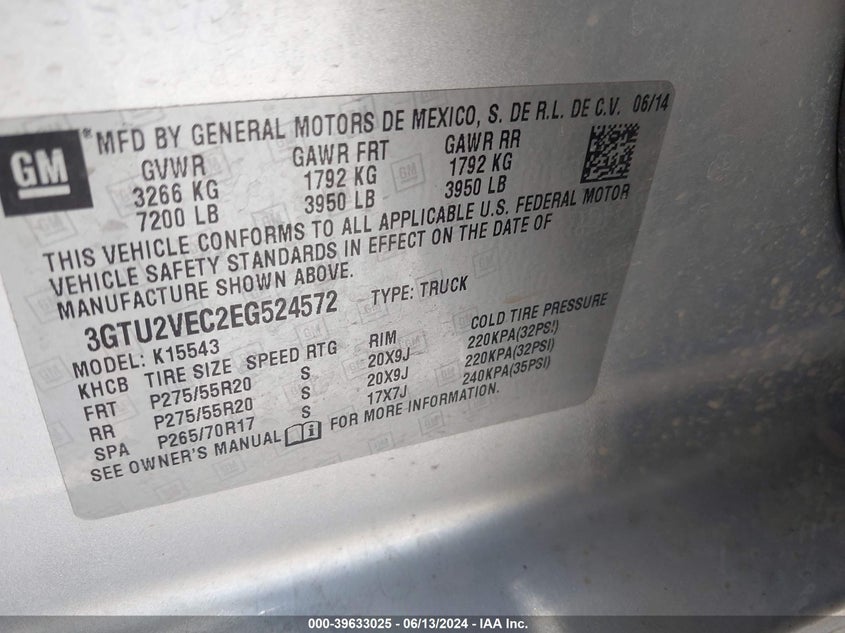 GM ® MFD BY GENERAL MOTORS DE MEXICO, S. DE R.L. DE C.V. 06/14
GVWR GAWR FRT GAWR RR
3266 KG 1792 KG 1792 KG
7200 LB 3950 LB 3950 LB
THIS VEHICLE CONFORMS TO ALL APPLICABLE U.S. FEDERAL MOTOR
VEHICLE SAFETY STANDARDS IN EFFECT ON THE DATE OF
MANUFACTURE SHOWN ABOVE.
3GTU2VEC2EG524572 TYPE: TRUCK
MODEL: K15543
KHCB TIRE SIZE SPEED RTG RIM COLD TIRE PRESSURE
FRT P275/55R20 S 20X9J 220KPA(32PSI)
RR P275/55R20 S 20X9J 220KPA(32PSI)
SPA P265/70R17 S 17X7J 240KPA(35PSI)
SEE OWNER'S MANUAL FOR MORE INFORMATION.
000-39633025 - 06/13/2024 - IAA Inc.